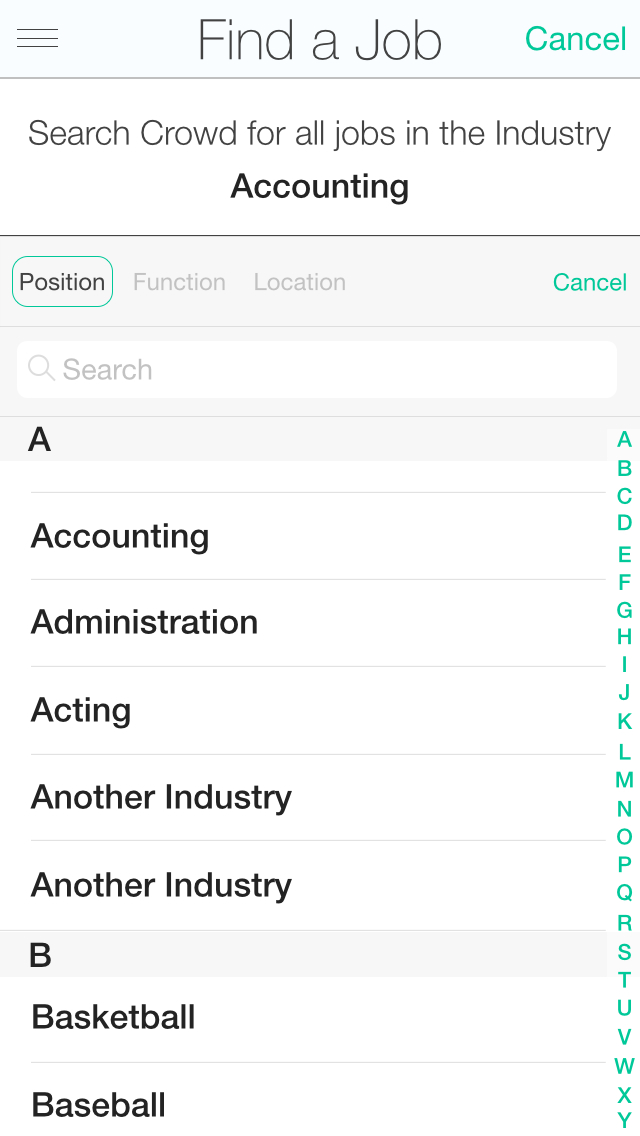 Find a Job
Cancel
Search Crowd for all jobs in the Industry
Accounting
Position Function Location Cancel
Search
A
Accounting
Administration
Acting
Another Industry
Another Industry
B
Basketball
Baseball
A
B
C
D
E
F
G
H
I
J
K
L
M
N
O
P
Q
R
S
T
U
V
W
X
Y